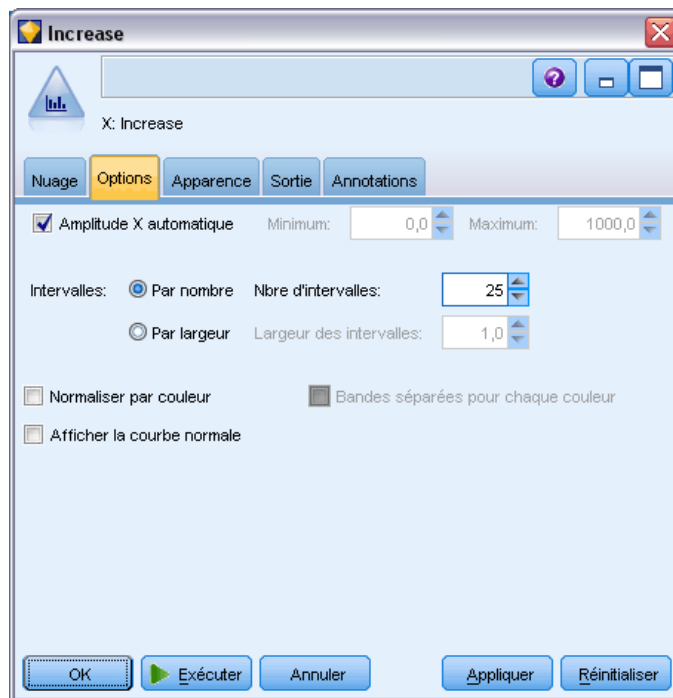 Increase
X: Increase
Nuage Options Apparence Sortie Annotations
Amplitude X automatique Minimum: 0,0 Maximum: 1000,0
Intervalles: Par nombre Nbre d'intervalles: 25
Par largeur Largeur des intervalles: 1,0
Normaliser par couleur Bandes séparées pour chaque couleur
Afficher la courbe normale
OK Exécuter Annuler Appliquer Réinitialiser